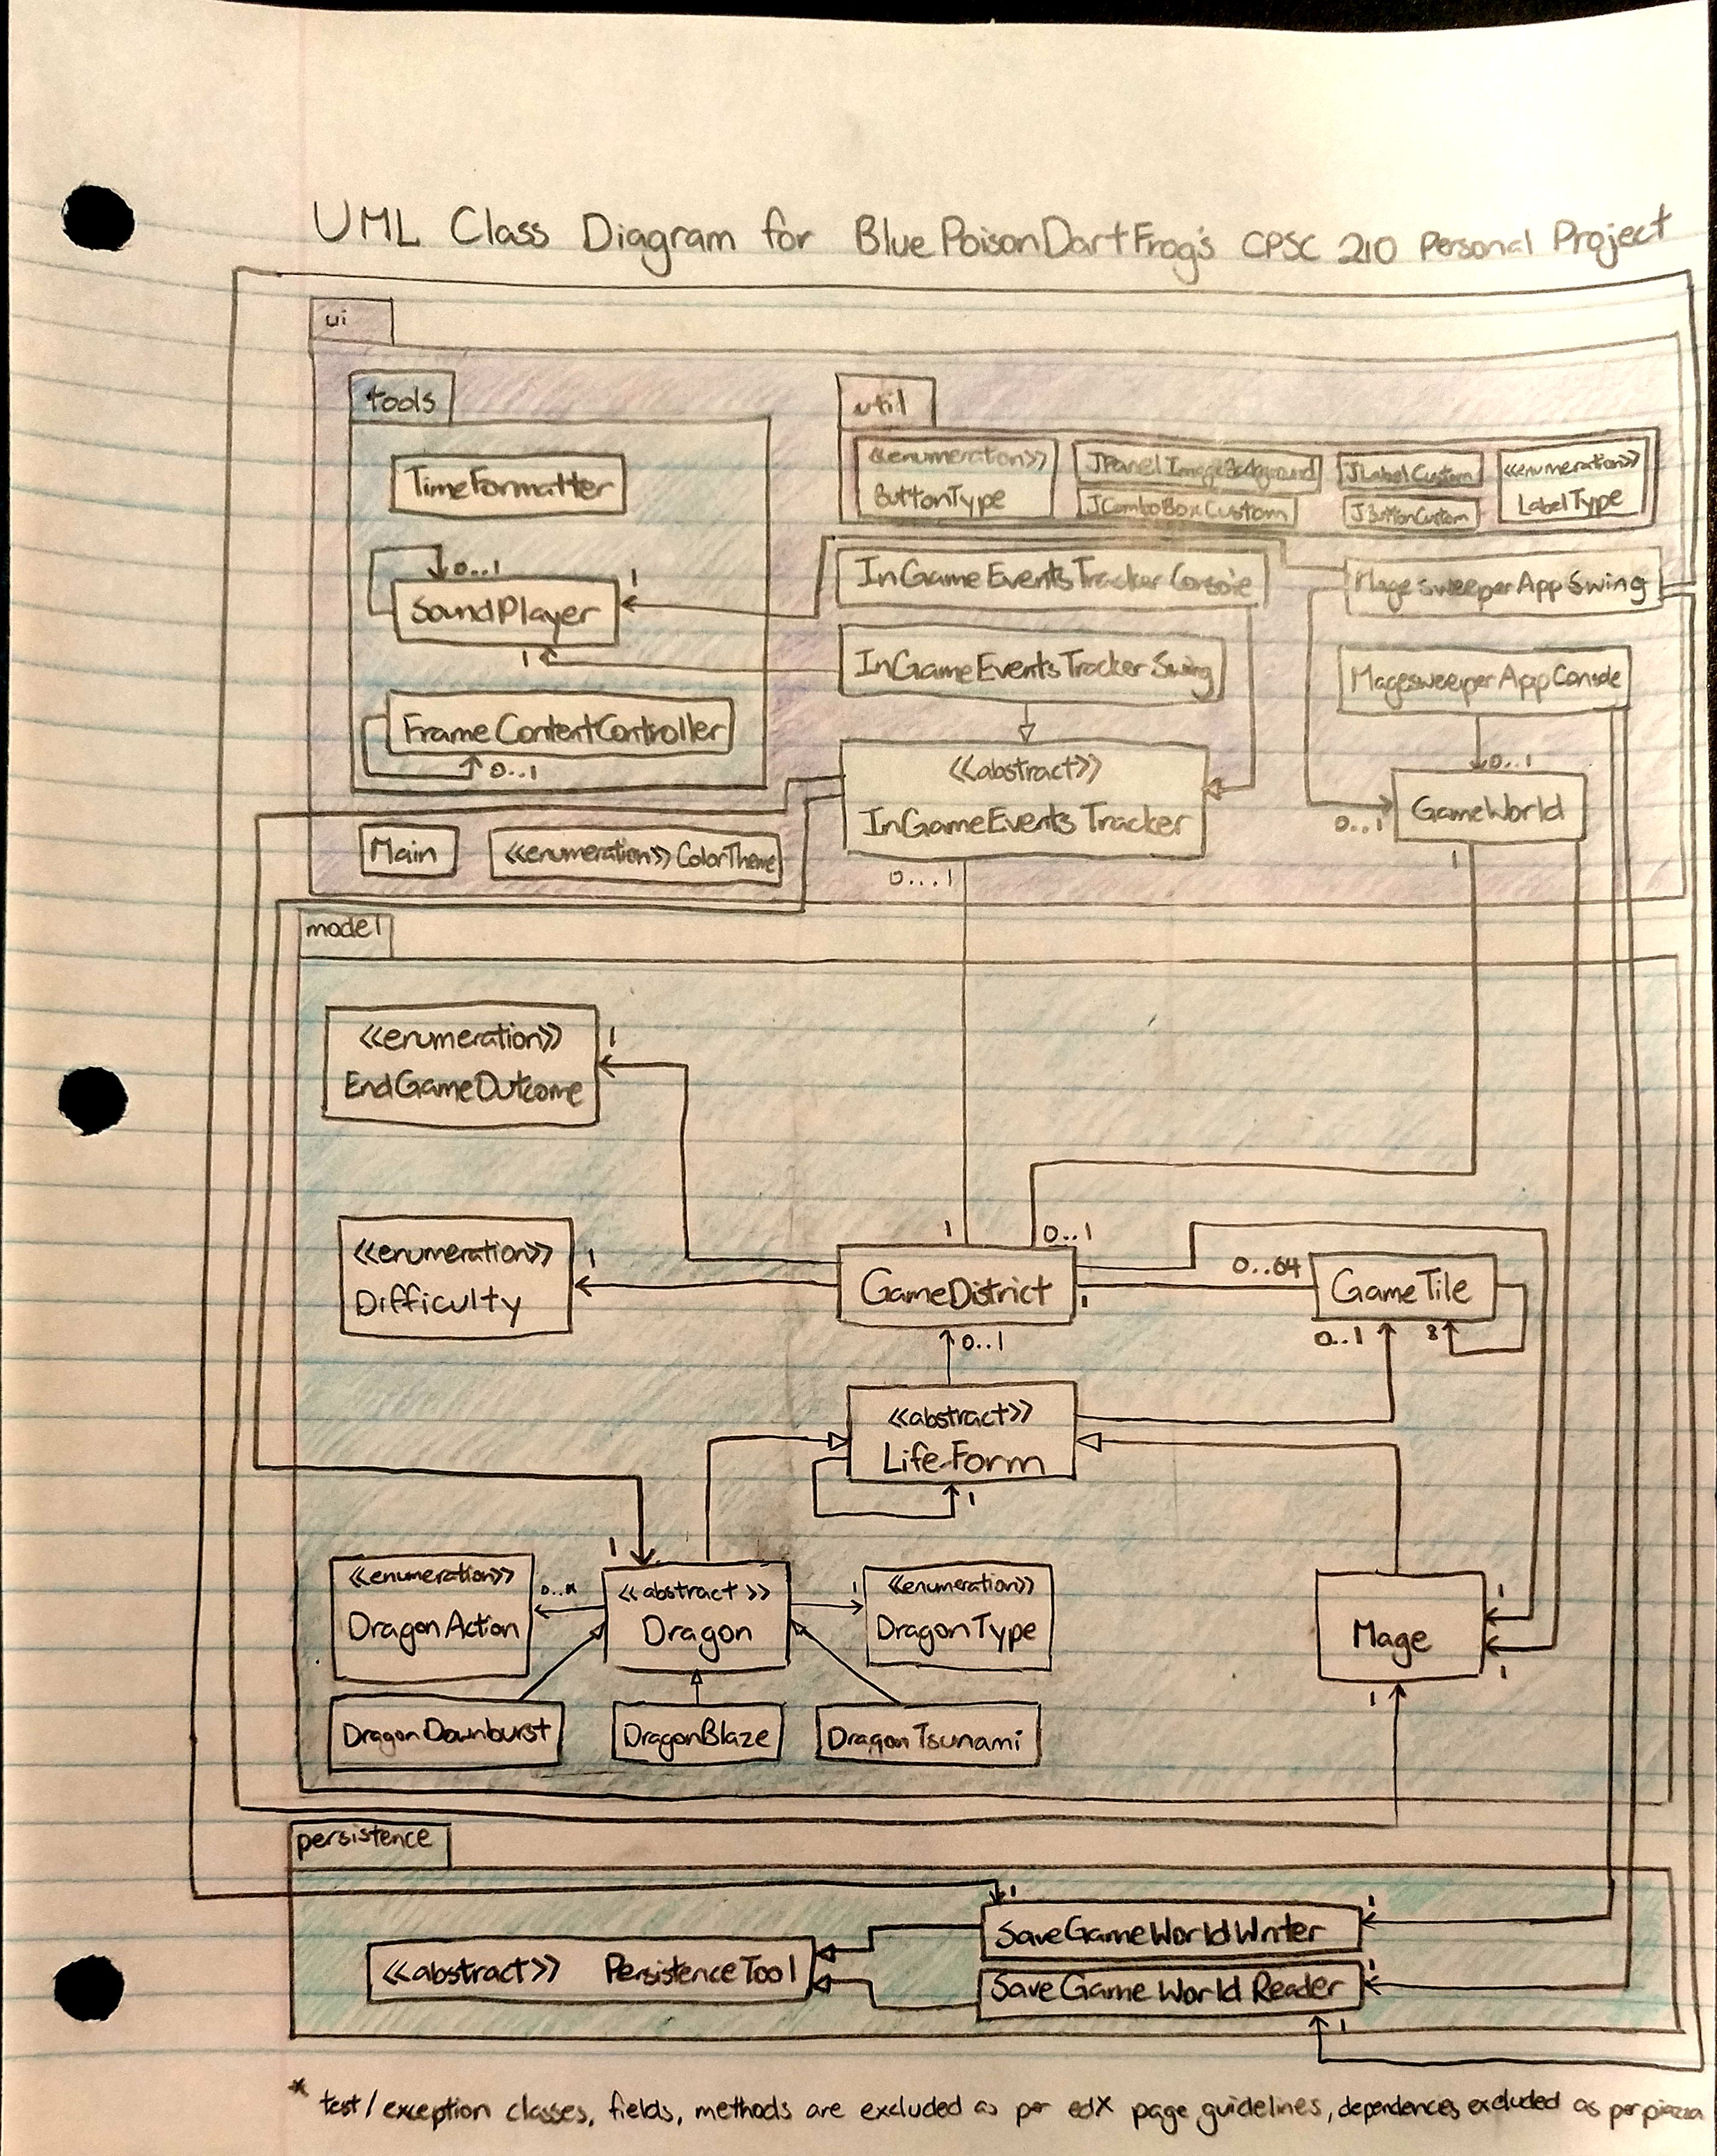 UML Class Diagram for BluePoisonDartFrog's CPSC 210 Personal Project
ui
tools
TimeFormatter
0...1
1
SoundPlayer
1
FrameContentController
0..1
util
<<enumeration>>
ButtonType
JPanelImageBackground
JComboBoxCustom
JLabelCustom
JButtonCustom
<<enumeration>>
LabelType
InGameEventsTrackerConsole
MagesweeperAppSwing
InGameEventsTrackerSwing
MagesweeperAppConsole
<<abstract>>
InGameEventsTracker
0...1
0..1
GameWorld
0...1
1
Main
<<enumeration>> ColorTheme
model
<<enumeration>>
EndGameOutcome
1
<<enumeration>>
Difficulty
1
1
0..1
GameDistrict
1
0..64
GameTile
0..1
8
0..1
<<abstract>>
LifeForm
1
1
<<enumeration>>
DragonAction
0..*
<<abstract>>
Dragon
1
<<enumeration>>
DragonType
Mage
1
1
1
DragonDownburst
DragonBlaze
DragonTsunami
persistence
<<abstract>> PersistenceTool
1
SaveGameWorldWriter
1
SaveGameWorldReader
1
1
* test/exception classes, fields, methods are excluded as per edX page guidelines, dependences excluded as per piazza